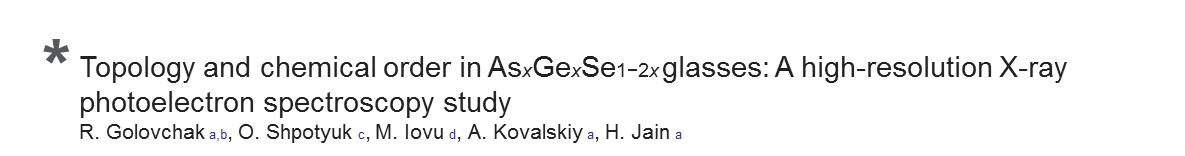 * Topology and chemical order in AsxGexSe1−2x glasses: A high-resolution X-ray
photoelectron spectroscopy study
R. Golovchak a,b, O. Shpotyuk c, M. Iovu d, A. Kovalskiy a, H. Jain a